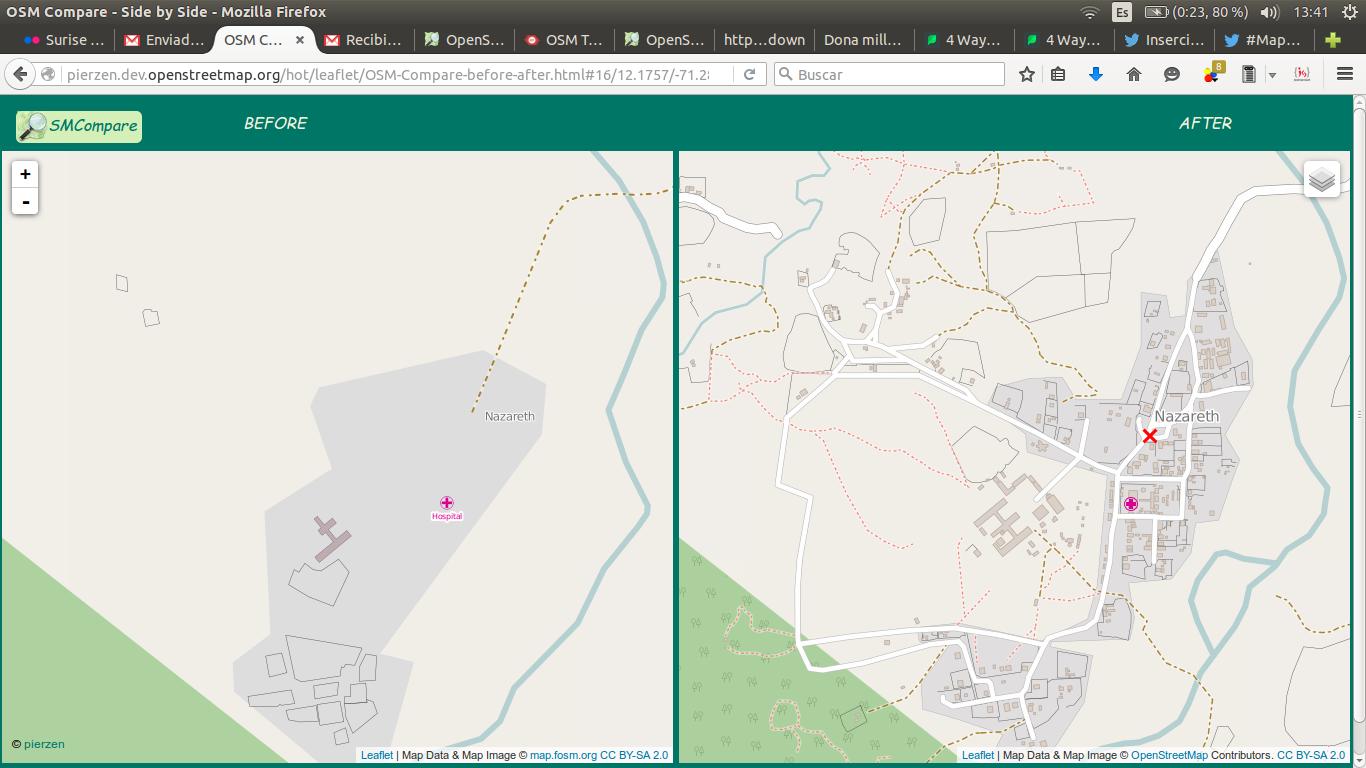 OSM Compare - Side by Side - Mozilla Firefox
Es
(0:23, 80 %)
13:41
Surise ...
Enviad...
OSM C...
Recibi...
OpenS...
OSM T...
OpenS...
http...down
Dona mill...
4 Way...
4 Way...
Inserci...
#Map...
pierzen.dev.openstreetmap.org/hot/leaflet/OSM-Compare-before-after.html#16/12.1757/-71.28
Buscar
8
SMCompare
BEFORE
AFTER
+
-
Nazareth
Hospital
Nazareth
© pierzen
Leaflet | Map Data & Map Image © map.fosm.org CC BY-SA 2.0
Leaflet | Map Data & Map Image © OpenStreetMap Contributors. CC BY-SA 2.0